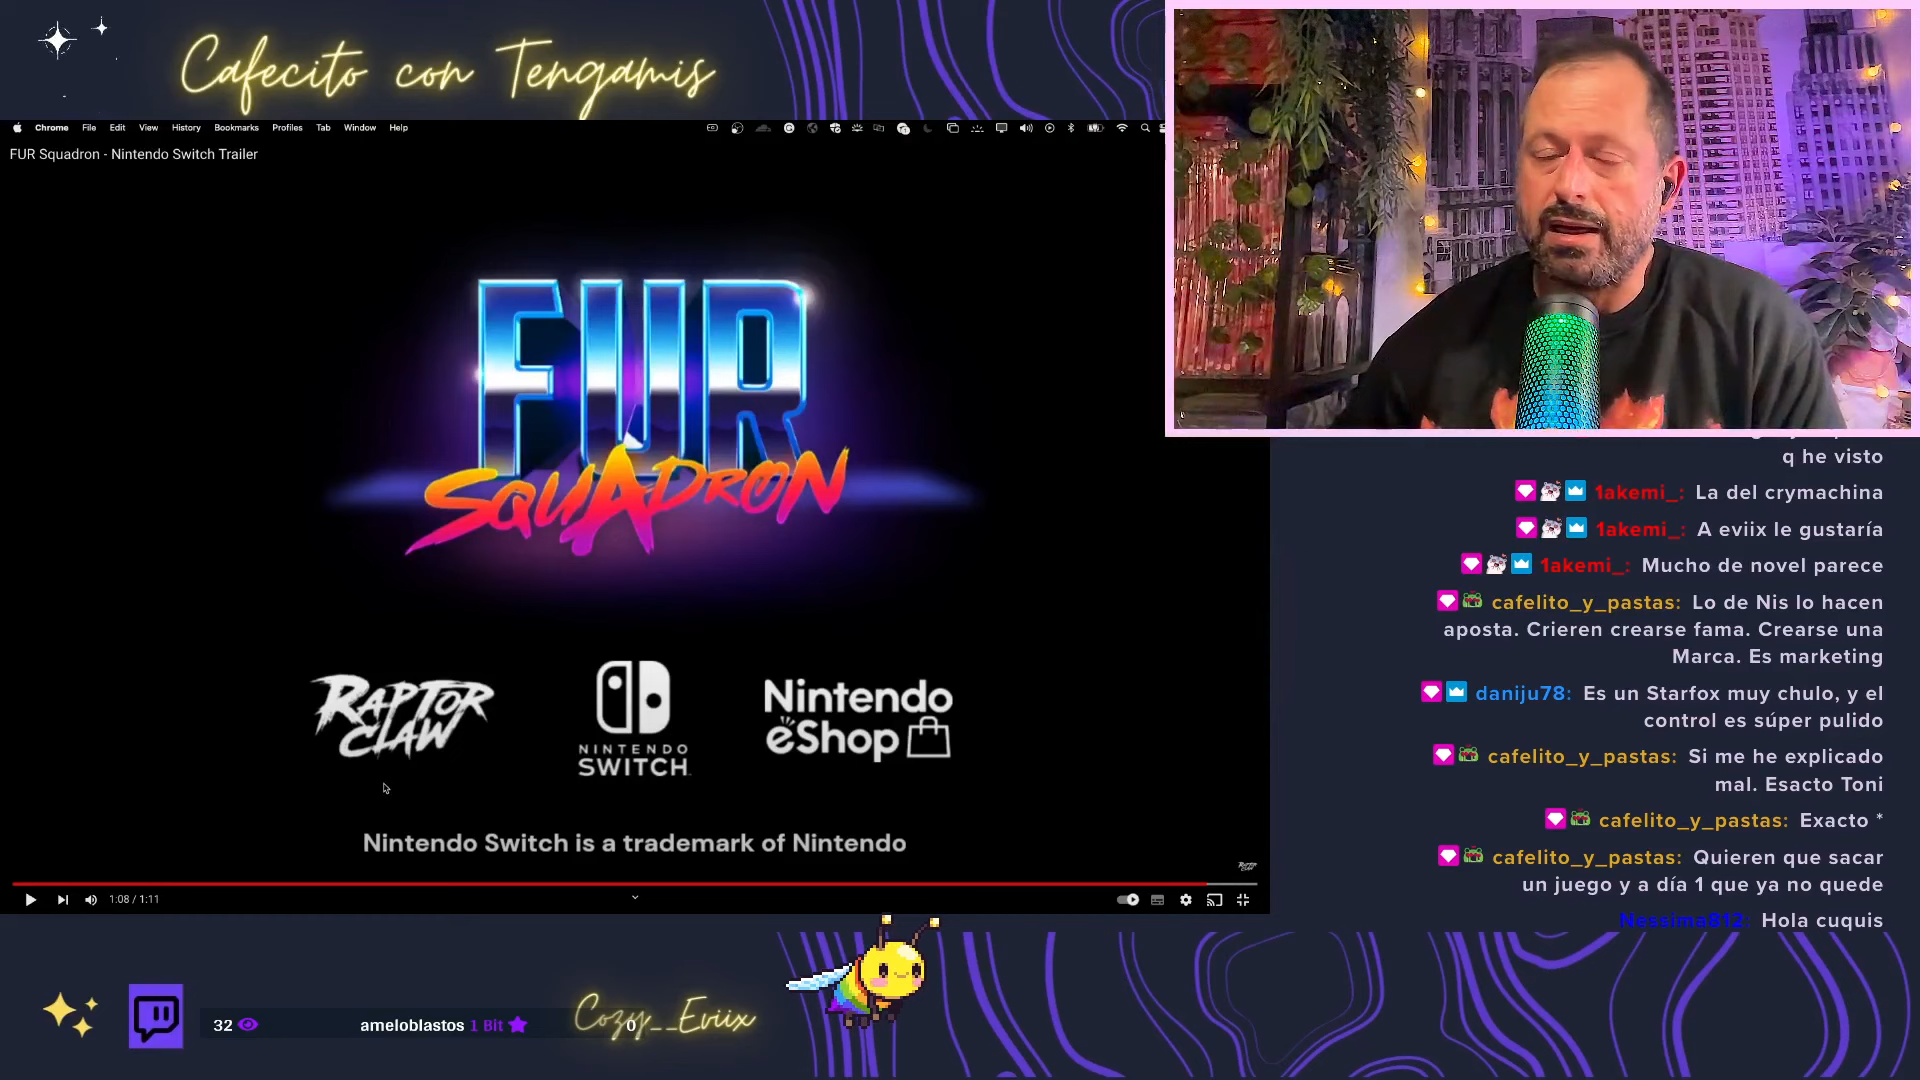 Cafecito con Tengamis
Chrome File Edit View History Bookmarks Profiles Tab Window Help
FUR Squadron - Nintendo Switch Trailer
FUR
SQUADRON
RAPTOR
CLAW
NINTENDO
SWITCH
Nintendo
eShop
Nintendo Switch is a trademark of Nintendo
RAPTOR
CLAW
1:08 / 1:11
q he visto
1akemi_: La del crymachina
1akemi_: A eviix le gustaría
1akemi_: Mucho de novel parece
cafelito_y_pastas: Lo de Nis lo hacen
aposta. Crieren crearse fama. Crearse una
Marca. Es marketing
daniju78: Es un Starfox muy chulo, y el
control es súper pulido
cafelito_y_pastas: Si me he explicado
mal. Esacto Toni
cafelito_y_pastas: Exacto *
cafelito_y_pastas: Quieren que sacar
un juego y a día 1 que ya no quede
Nessima812: Hola cuquis
32
ameloblastos 1 Bit
Cozy__Eviix
0